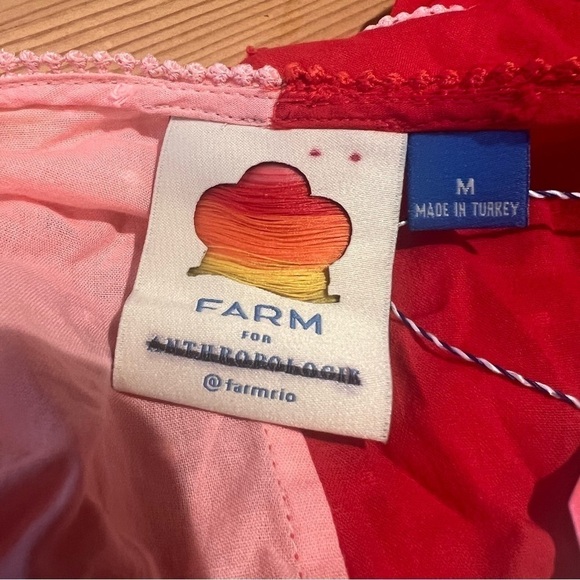 FARM
FOR
ANTHROPOLOGIE
@farmrio
M
MADE IN TURKEY